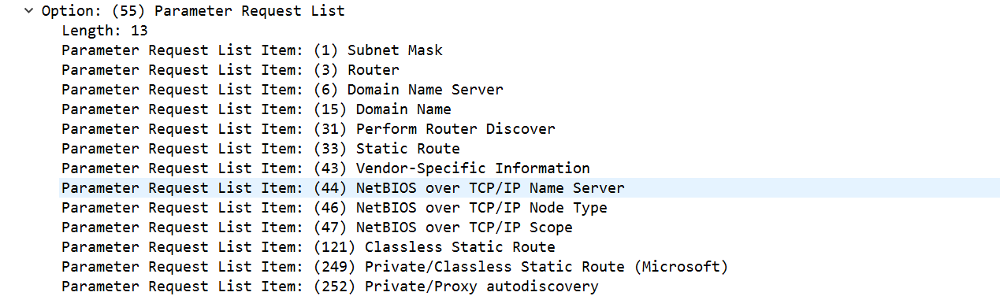 Option: (55) Parameter Request List
Length: 13
Parameter Request List Item: (1) Subnet Mask
Parameter Request List Item: (3) Router
Parameter Request List Item: (6) Domain Name Server
Parameter Request List Item: (15) Domain Name
Parameter Request List Item: (31) Perform Router Discover
Parameter Request List Item: (33) Static Route
Parameter Request List Item: (43) Vendor-Specific Information
Parameter Request List Item: (44) NetBIOS over TCP/IP Name Server
Parameter Request List Item: (46) NetBIOS over TCP/IP Node Type
Parameter Request List Item: (47) NetBIOS over TCP/IP Scope
Parameter Request List Item: (121) Classless Static Route
Parameter Request List Item: (249) Private/Classless Static Route (Microsoft)
Parameter Request List Item: (252) Private/Proxy autodiscovery